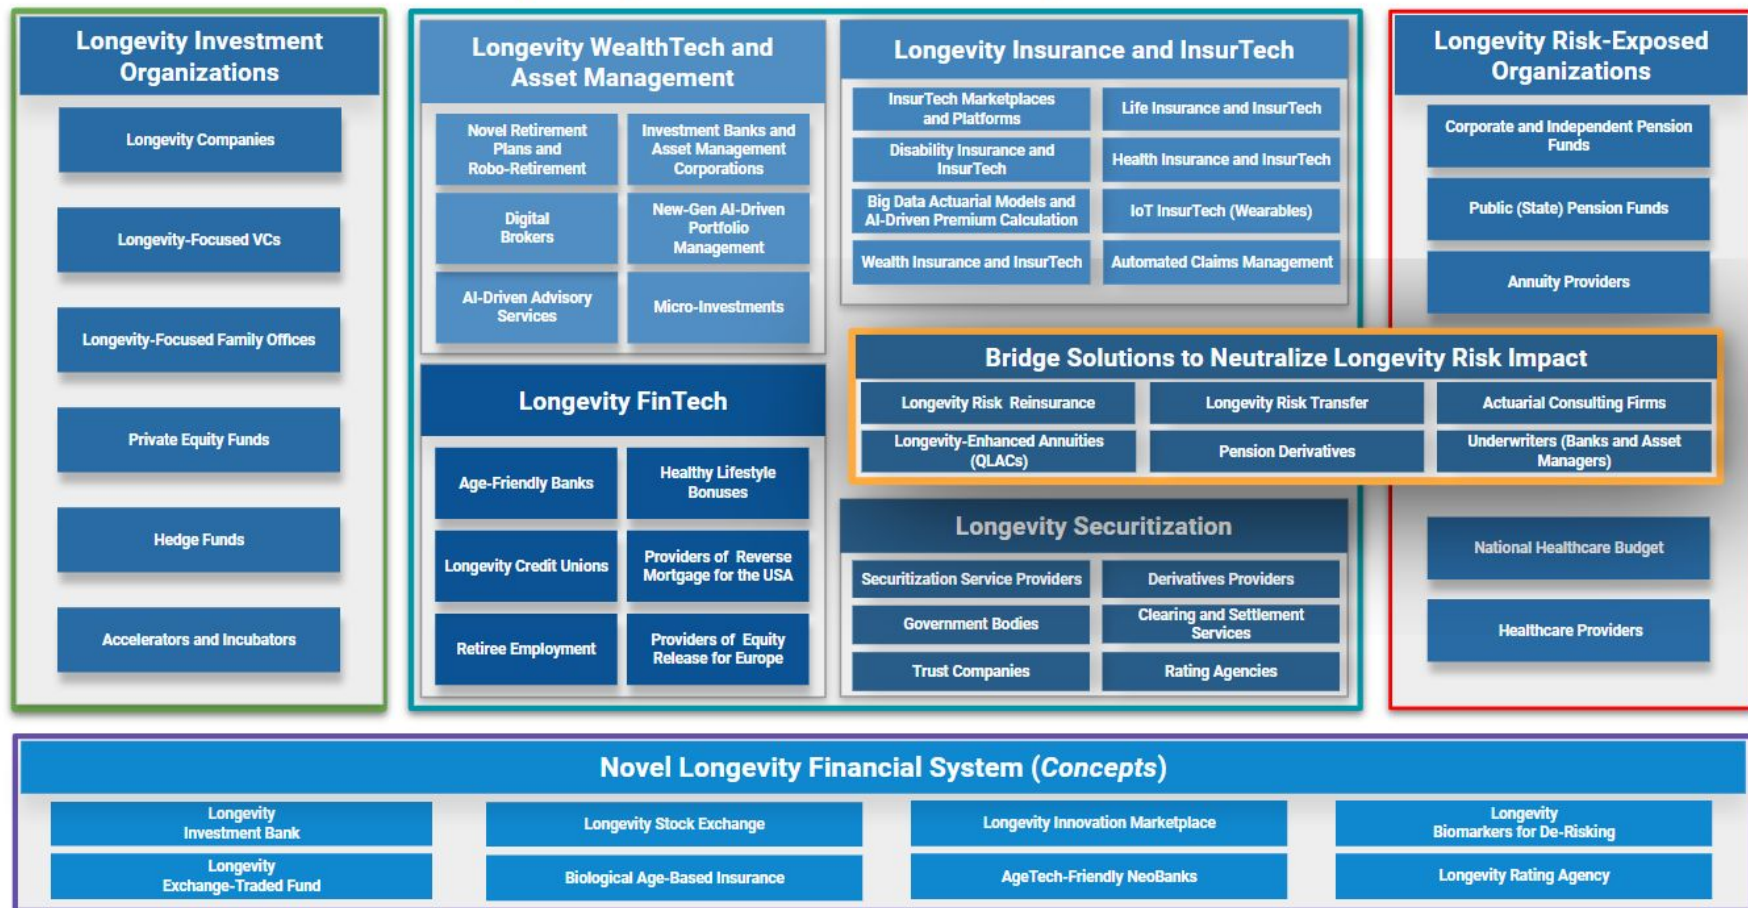 Longevity Investment
Organizations
Longevity Companies
Longevity-Focused VCs
Longevity-Focused Family Offices
Private Equity Funds
Hedge Funds
Accelerators and Incubators
Longevity WealthTech and
Asset Management
Novel Retirement
Plans and
Robo-Retirement
Investment Banks and
Asset Management
Corporations
Digital
Brokers
New-Gen AI-Driven
Portfolio
Management
AI-Driven Advisory
Services
Micro-Investments
Longevity FinTech
Age-Friendly Banks
Healthy Lifestyle
Bonuses
Longevity Credit Unions
Providers of Reverse
Mortgage for the USA
Retiree Employment
Providers of Equity
Release for Europe
Longevity Insurance and InsurTech
InsurTech Marketplaces
and Platforms
Life Insurance and InsurTech
Disability Insurance and
InsurTech
Health Insurance and InsurTech
Big Data Actuarial Models and
AI-Driven Premium Calculation
IoT InsurTech (Wearables)
Wealth Insurance and InsurTech
Automated Claims Management
Bridge Solutions to Neutralize Longevity Risk Impact
Longevity Risk Reinsurance
Longevity Risk Transfer
Actuarial Consulting Firms
Longevity-Enhanced Annuities
(QLACs)
Pension Derivatives
Underwriters (Banks and Asset
Managers)
Longevity Securitization
Securitization Service Providers
Derivatives Providers
Government Bodies
Clearing and Settlement
Services
Trust Companies
Rating Agencies
Longevity Risk-Exposed
Organizations
Corporate and Independent Pension
Funds
Public (State) Pension Funds
Annuity Providers
National Healthcare Budget
Healthcare Providers
Novel Longevity Financial System (Concepts)
Longevity
Investment Bank
Longevity Stock Exchange
Longevity Innovation Marketplace
Longevity
Biomarkers for De-Risking
Longevity
Exchange-Traded Fund
Biological Age-Based Insurance
AgeTech-Friendly NeoBanks
Longevity Rating Agency